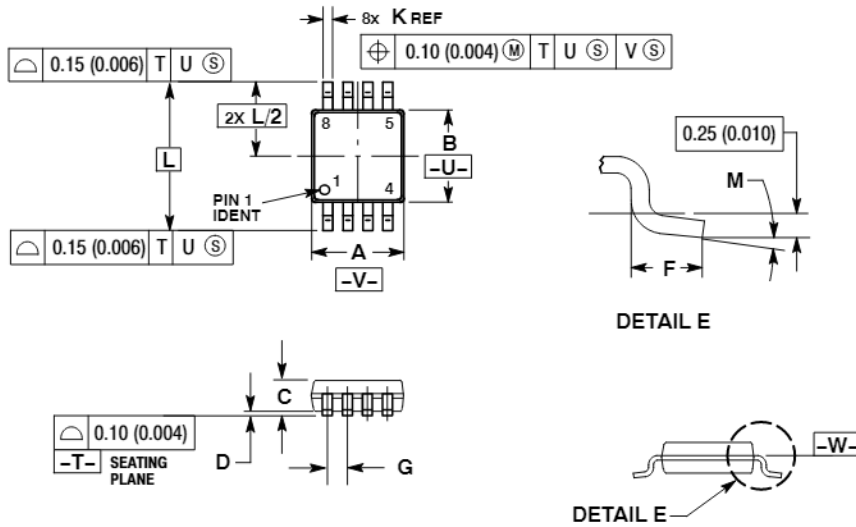 8x K REF
⌖ 0.10 (0.004) Ⓜ T U Ⓢ V Ⓢ
⌓ 0.15 (0.006) T U Ⓢ
2X L/2
8 5
B
-U-
L
1 4
PIN 1
IDENT
⌓ 0.15 (0.006) T U Ⓢ
A
-V-
0.25 (0.010)
M
F
DETAIL E
C
⌓ 0.10 (0.004)
-T- SEATING
PLANE
D
G
-W-
DETAIL E